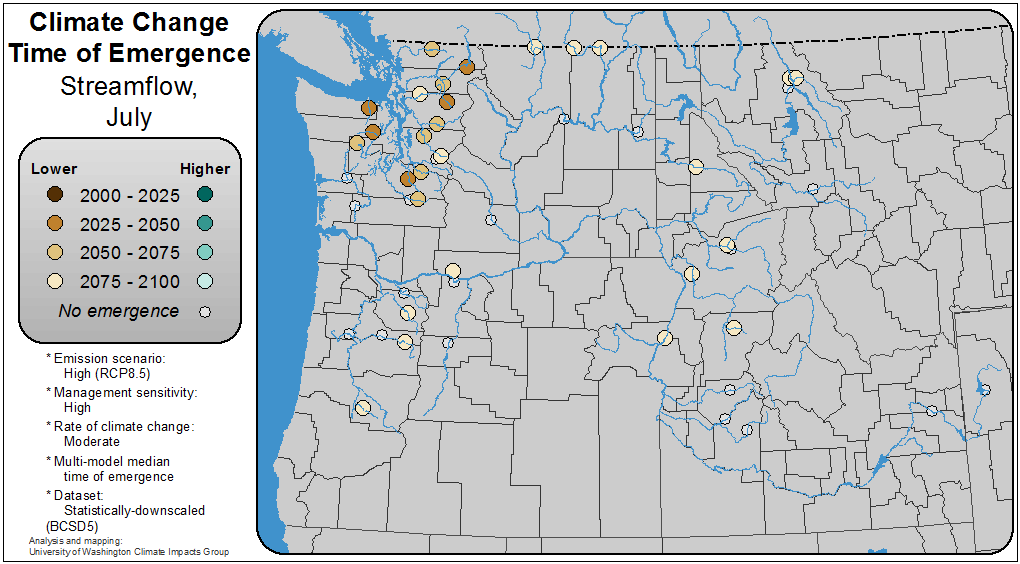 Climate Change
Time of Emergence
Streamflow,
July
Lower Higher
2000 - 2025
2025 - 2050
2050 - 2075
2075 - 2100
No emergence
* Emission scenario:
High (RCP8.5)
* Management sensitivity:
High
* Rate of climate change:
Moderate
* Multi-model median
time of emergence
* Dataset:
Statistically-downscaled
(BCSD5)
Analysis and mapping:
University of Washington Climate Impacts Group